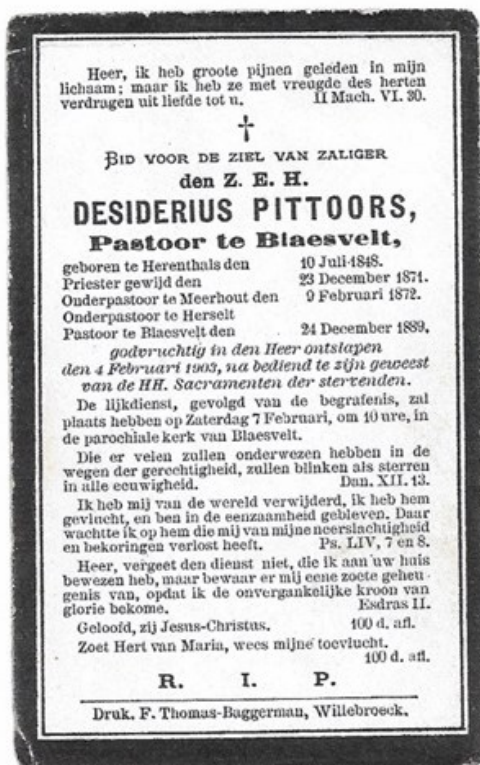 Heer, ik heb groote pijnen geleden in mijn
lichaam; maar ik heb ze met vreugde des herten
verdragen uit liefde tot u. II Mach. VI. 30.
BID VOOR DE ZIEL VAN ZALIGER
den Z. E. H.
DESIDERIUS PITTOORS,
Pastoor te Blaesvelt,
geboren te Herenthals den 10 Juli 1848.
Priester gewijd den 23 December 1871.
Onderpastoor te Meerhout den 9 Februari 1872.
Onderpastoor te Herselt
Pastoor te Blaesvelt den 24 December 1889.
godvruchtig in den Heer ontslapen
den 4 Februari 1903, na bediend te zijn geweest
van de HH. Sacramenten der stervenden.
De lijkdienst, gevolgd van de begrafenis, zal
plaats hebben op Zaterdag 7 Februari, om 10 ure, in
de parochiale kerk van Blaesvelt.
Die er velen zullen onderwezen hebben in de
wegen der gerechtigheid, zullen blinken als sterren
in alle eeuwigheid. Dan. XII. 13.
Ik heb mij van de wereld verwijderd, ik heb hem
gevlucht, en ben in de eenzaamheid gebleven. Daar
wachtte ik op hem die mij van mijne neerslachtigheid
en bekoringen verlost heeft. Ps. LIV, 7 en 8.
Heer, vergeet den dienst niet, die ik aan uw huis
bewezen heb, maar bewaar er mij eene zoete geheu-
genis van, opdat ik de onvergankelijke kroon van
glorie bekome. Esdras II.
Geloofd, zij Jesus-Christus. 100 d. afl.
Zoet Hert van Maria, wees mijne toevlucht.
100 d. afl.
R. I. P.
Druk. F. Thomas-Baggerman, Willebroeck.